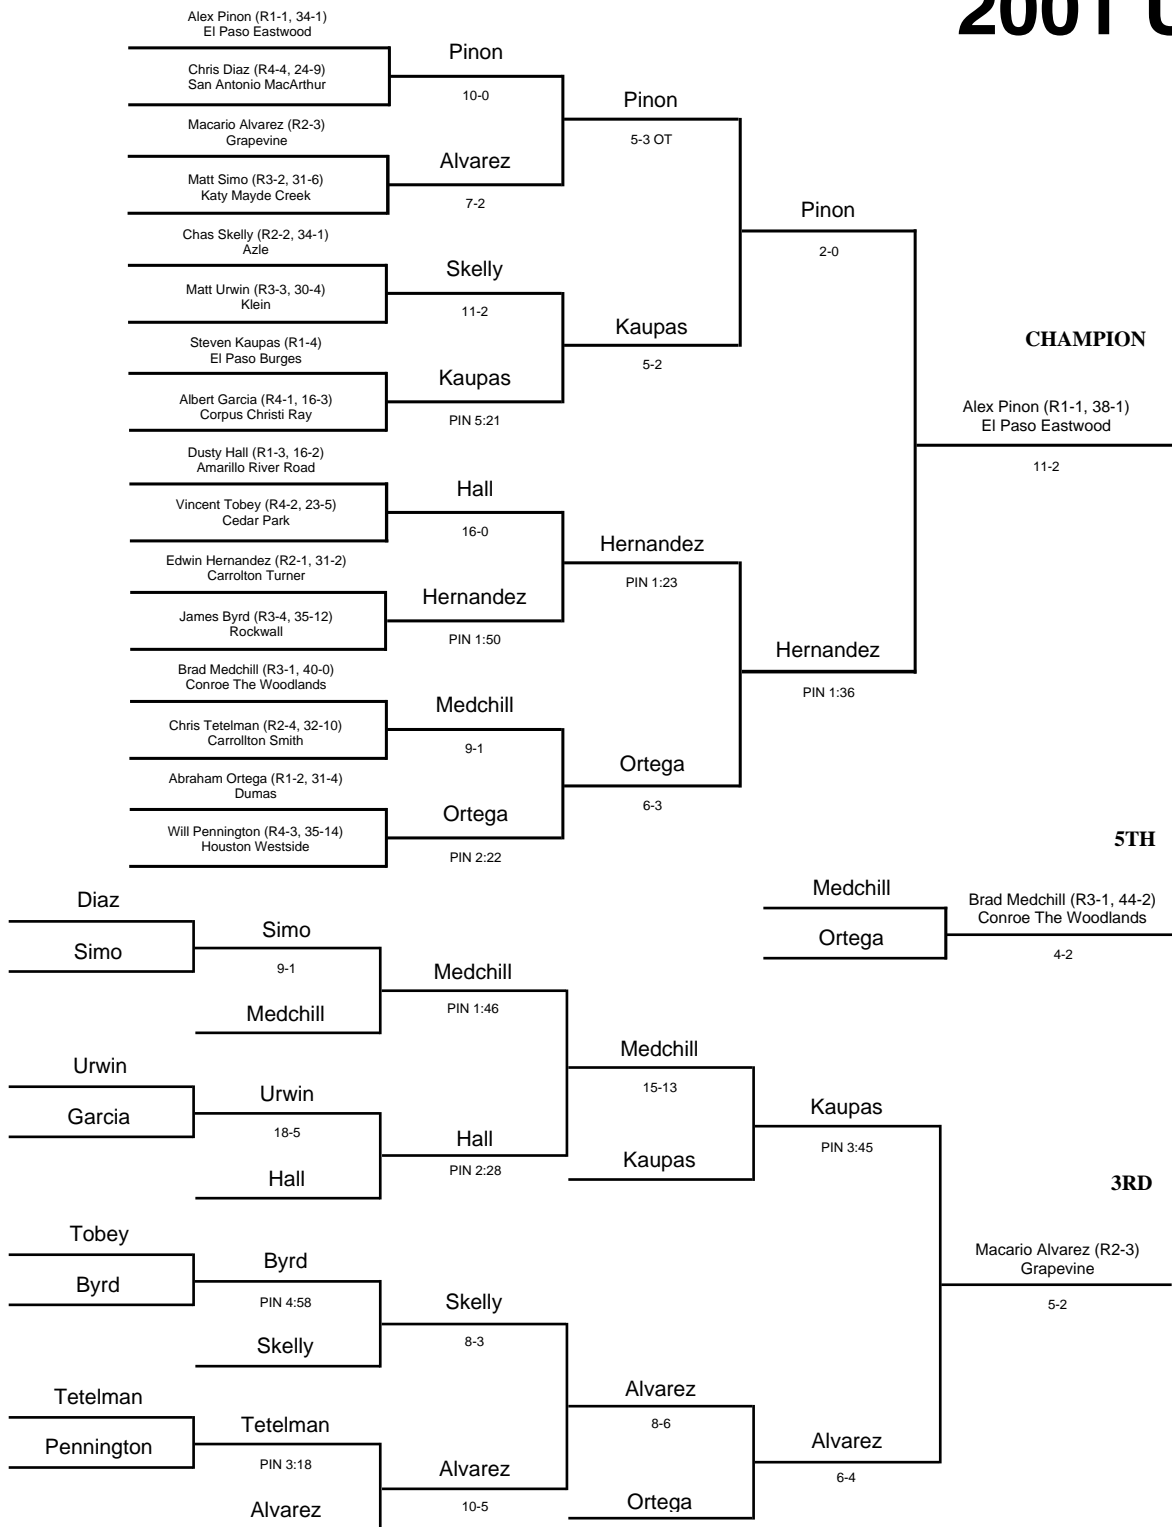 2001 U
Alex Pinon (R1-1, 34-1)
El Paso Eastwood
Chris Diaz (R4-4, 24-9)
San Antonio MacArthur
Macario Alvarez (R2-3)
Grapevine
Matt Simo (R3-2, 31-6)
Katy Mayde Creek
Chas Skelly (R2-2, 34-1)
Azle
Matt Urwin (R3-3, 30-4)
Klein
Steven Kaupas (R1-4)
El Paso Burges
Albert Garcia (R4-1, 16-3)
Corpus Christi Ray
Dusty Hall (R1-3, 16-2)
Amarillo River Road
Vincent Tobey (R4-2, 23-5)
Cedar Park
Edwin Hernandez (R2-1, 31-2)
Carrolton Turner
James Byrd (R3-4, 35-12)
Rockwall
Brad Medchill (R3-1, 40-0)
Conroe The Woodlands
Chris Tetelman (R2-4, 32-10)
Carrollton Smith
Abraham Ortega (R1-2, 31-4)
Dumas
Will Pennington (R4-3, 35-14)
Houston Westside
Pinon
10-0
Alvarez
7-2
Skelly
11-2
Kaupas
PIN 5:21
Hall
16-0
Hernandez
PIN 1:50
Medchill
9-1
Ortega
PIN 2:22
Pinon
5-3 OT
Kaupas
5-2
Hernandez
PIN 1:23
Ortega
6-3
Pinon
2-0
Hernandez
PIN 1:36
CHAMPION
Alex Pinon (R1-1, 38-1)
El Paso Eastwood
11-2
5TH
Medchill
Ortega
Brad Medchill (R3-1, 44-2)
Conroe The Woodlands
4-2
Diaz
Simo
Urwin
Garcia
Tobey
Byrd
Tetelman
Pennington
Simo
9-1
Medchill
Urwin
18-5
Hall
Byrd
PIN 4:58
Skelly
Tetelman
PIN 3:18
Alvarez
Medchill
PIN 1:46
Hall
PIN 2:28
Skelly
8-3
Alvarez
10-5
Medchill
15-13
Kaupas
Alvarez
8-6
Ortega
Kaupas
PIN 3:45
Alvarez
6-4
3RD
Macario Alvarez (R2-3)
Grapevine
5-2